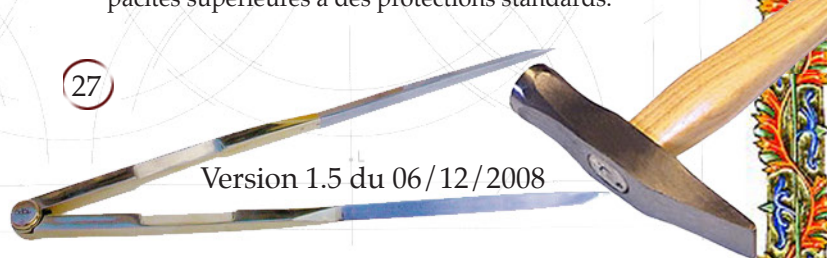 pacités supérieures à des protections standards.
27
Version 1.5 du 06/12/2008